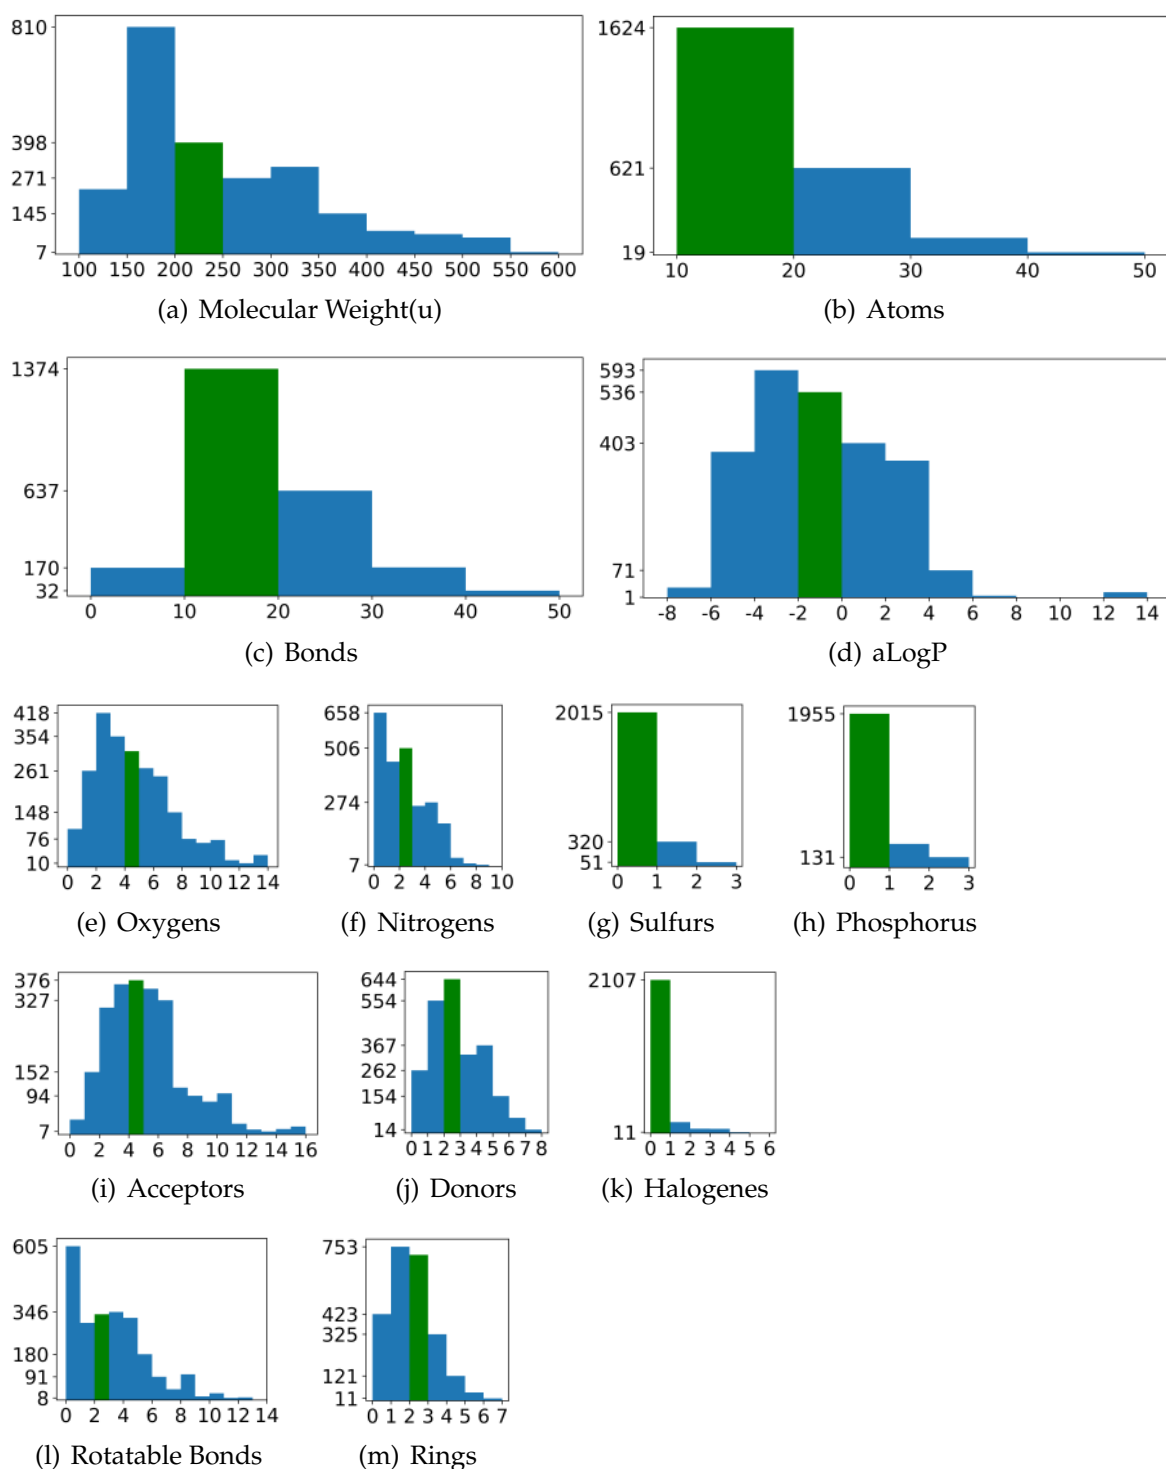 810
398
271
145
7
100 150 200 250 300 350 400 450 500 550 600
(a) Molecular Weight(u)
1624
621
19
10 20 30 40 50
(b) Atoms
1374
637
170
32
0 10 20 30 40 50
(c) Bonds
593
536
403
71
1
-8 -6 -4 -2 0 2 4 6 8 10 12 14
(d) aLogP
418
354
261
148
76
10
0 2 4 6 8 10 12 14
(e) Oxygens
658
506
274
7
0 2 4 6 8 10
(f) Nitrogens
2015
320
51
0 1 2 3
(g) Sulfurs
1955
131
0 1 2 3
(h) Phosphorus
376
327
152
94
7
0 2 4 6 8 10 12 14 16
(i) Acceptors
644
554
367
262
154
14
0 1 2 3 4 5 6 7 8
(j) Donors
2107
11
0 1 2 3 4 5 6
(k) Halogenes
605
346
180
91
8
0 2 4 6 8 10 12 14
(l) Rotatable Bonds
753
423
325
121
11
0 1 2 3 4 5 6 7
(m) Rings